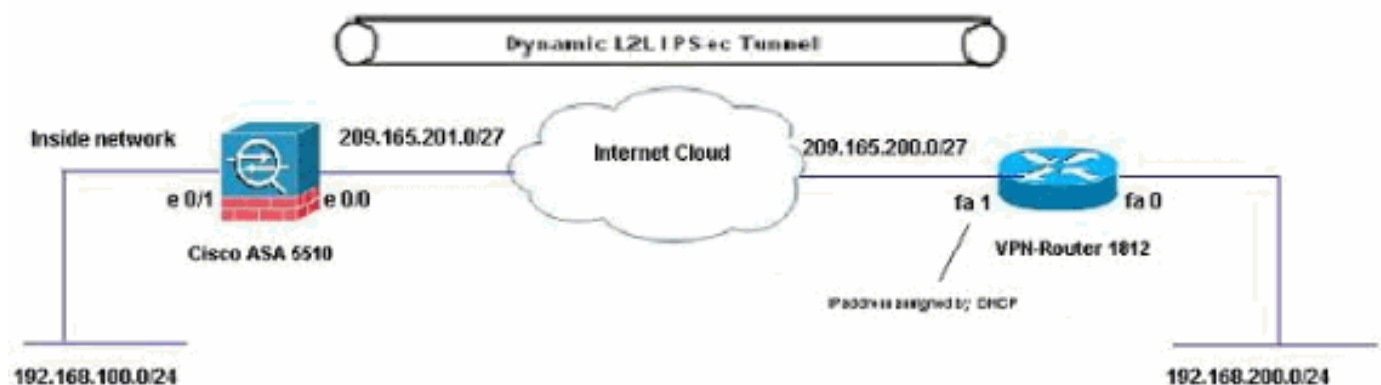 Dynamic L2L IPSec Tunnel
Inside network
209.165.201.0/27
Internet Cloud
209.165.200.0/27
e 0/1
e 0/0
fa 1
fa 0
Cisco ASA 5510
VPN-Router 1812
IP address assigned by DHCP
192.168.100.0/24
192.168.200.0/24